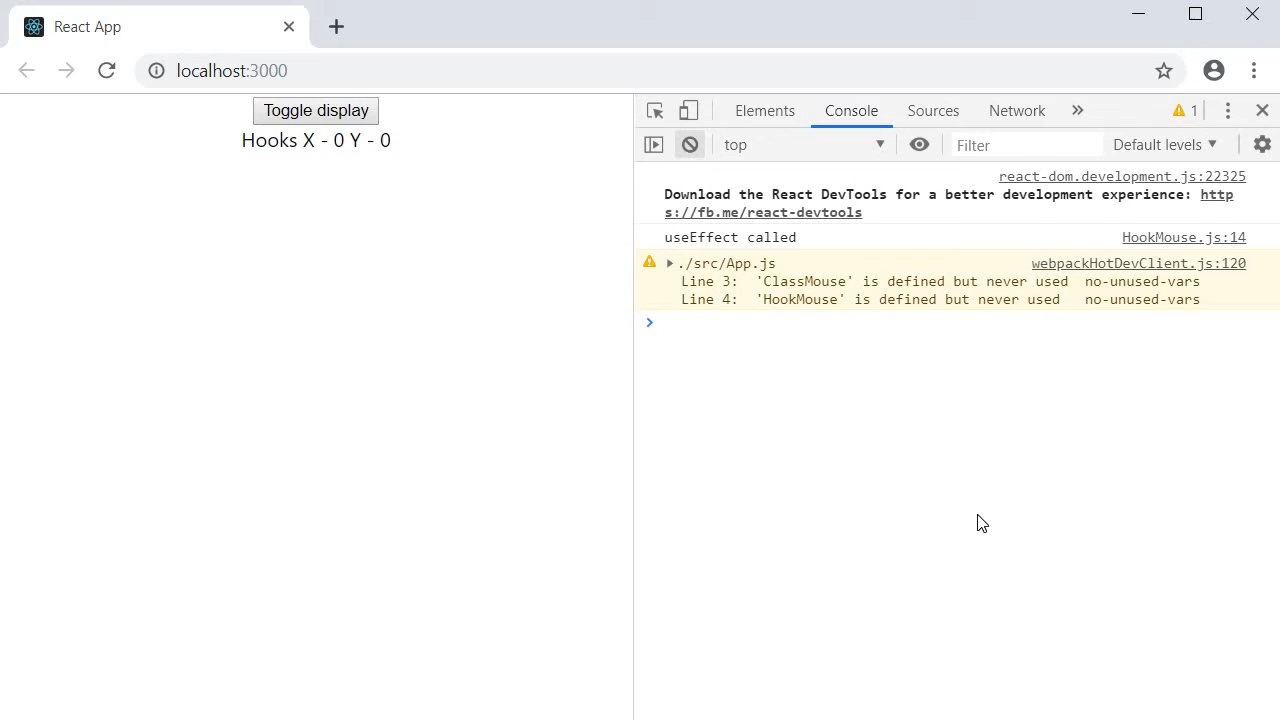 React App
localhost:3000
Toggle display
Hooks X - 0 Y - 0
Elements Console Sources Network 1
top Filter Default levels
react-dom.development.js:22325
Download the React DevTools for a better development experience: http
s://fb.me/react-devtools
useEffect called HookMouse.js:14
./src/App.js webpackHotDevClient.js:120
Line 3: 'ClassMouse' is defined but never used no-unused-vars
Line 4: 'HookMouse' is defined but never used no-unused-vars